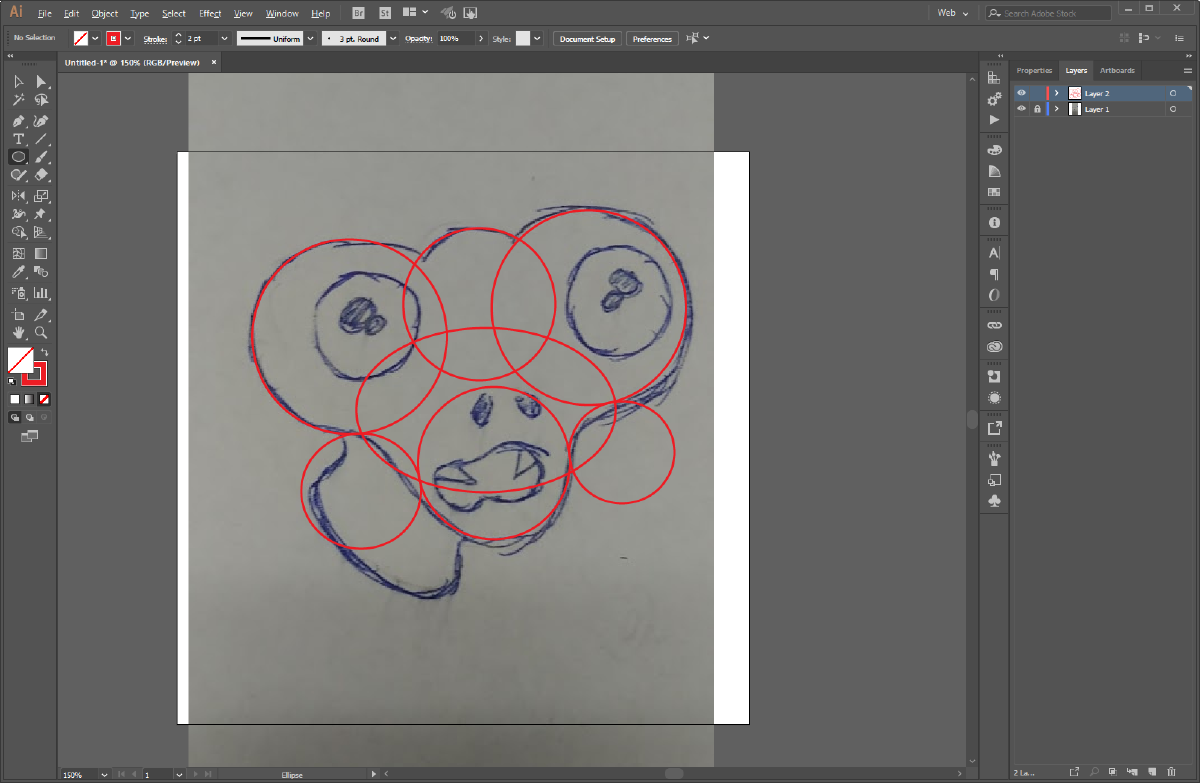 Ai File Edit Object Type Select Effect View Window Help Br St Web Search Adobe Stock
No Selection Stroke: 2 pt Uniform 3 pt. Round Opacity: 100% Style: Document Setup Preferences
Untitled-1* @ 150% (RGB/Preview) ×
Properties Layers Artboards
Layer 2
Layer 1
150% 1 Ellipse 2 La...